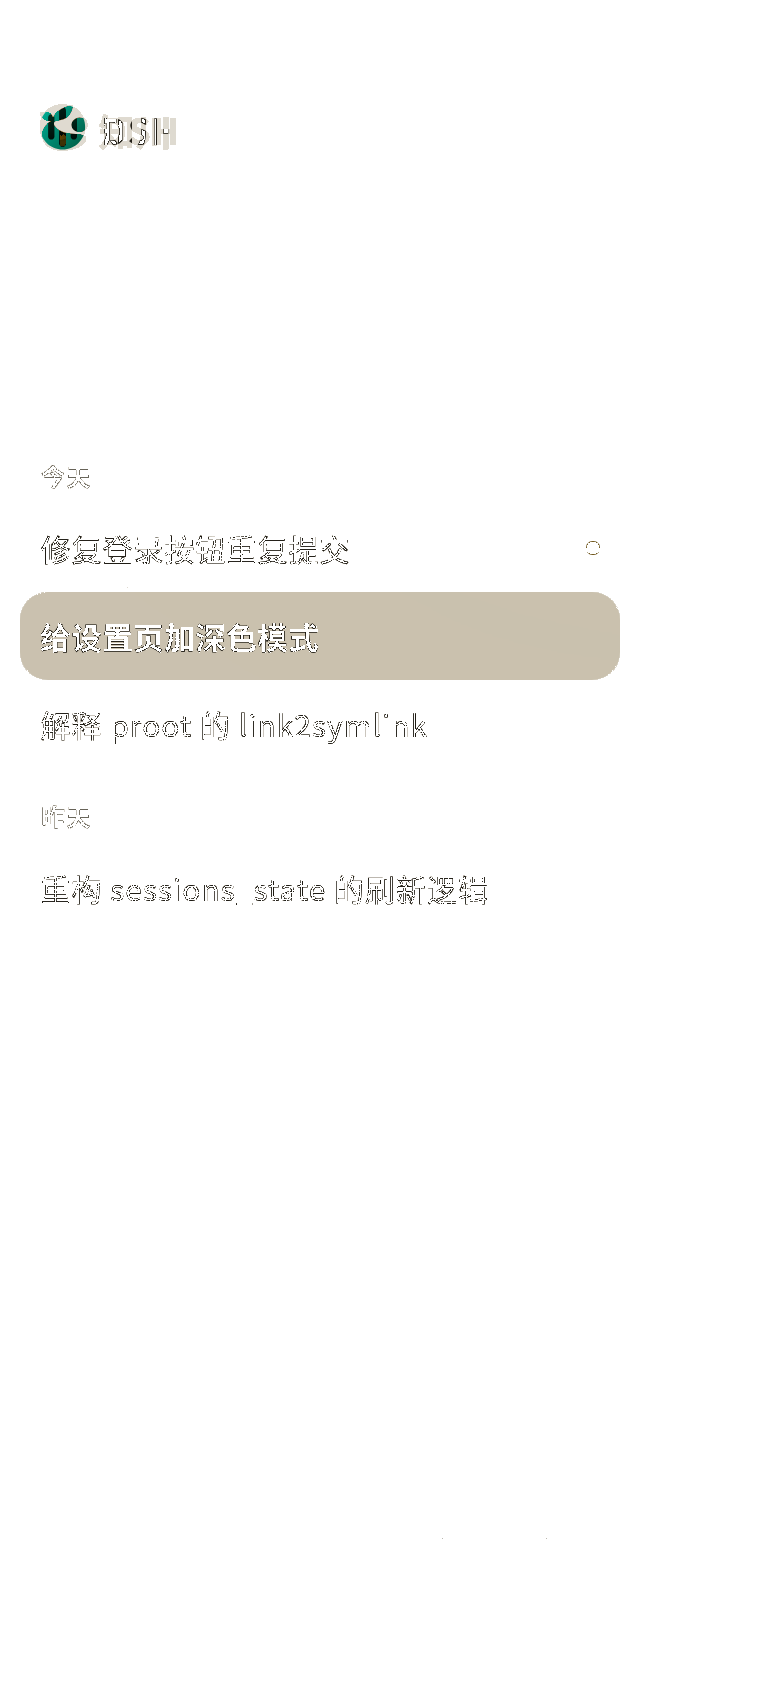 今天
修复登录按钮重复提交
给设置页加深色模式
解释 proot 的 link2symlink
昨天
重构 sessions_state 的刷新逻辑